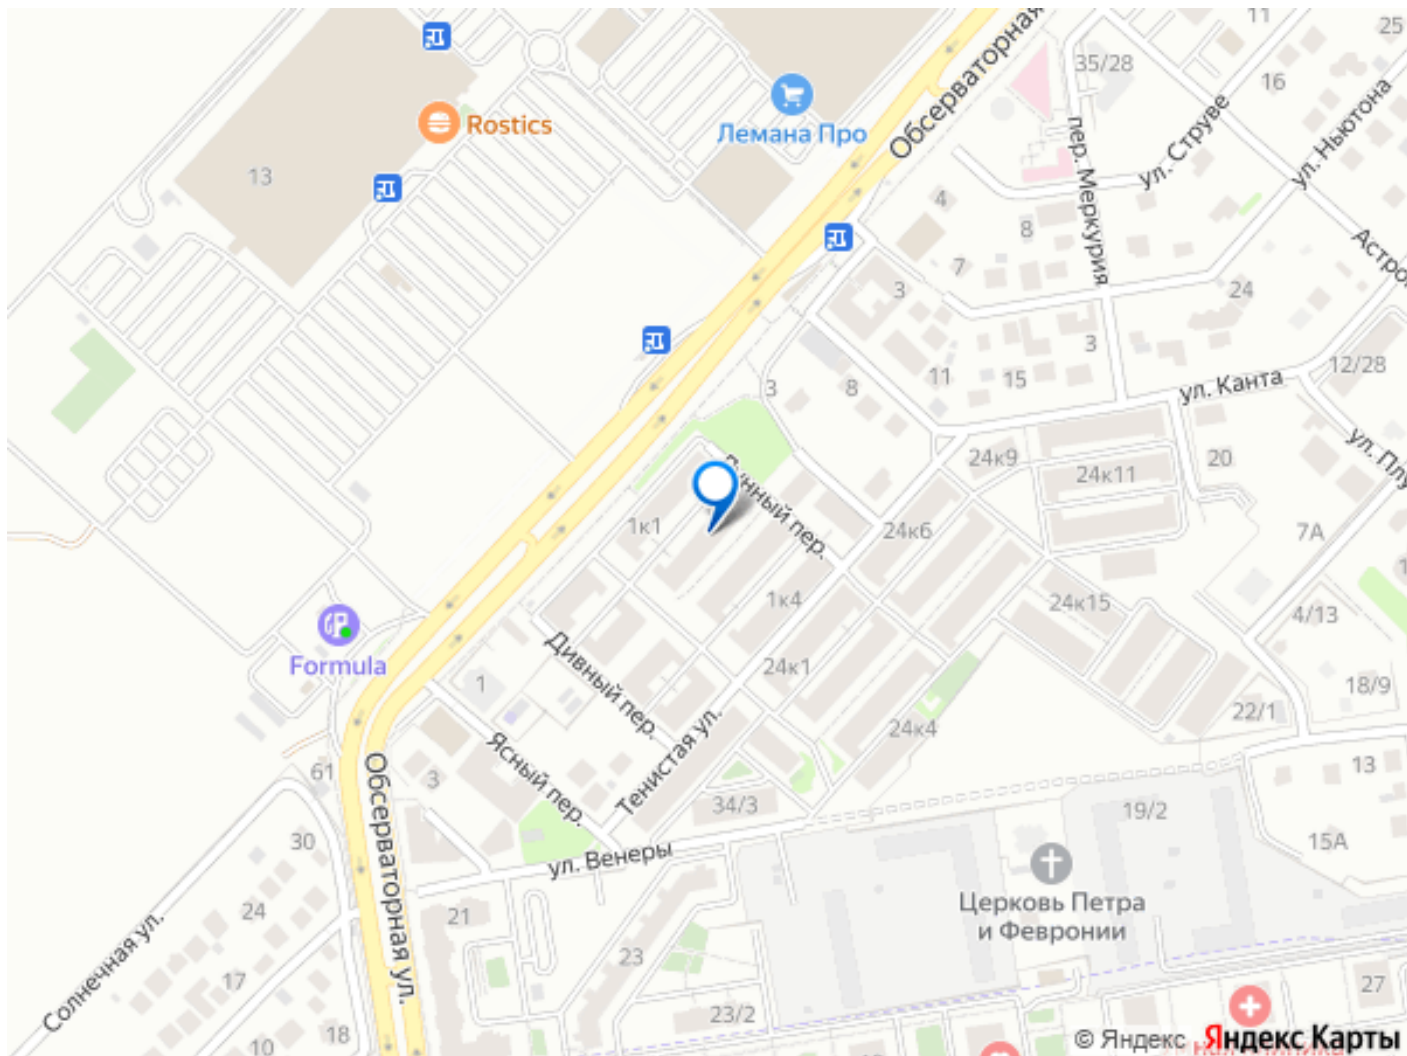 11
25
35/28
16
Обсерваторная
Rostics
Лемана Про
13
пер. Меркурия
ул. Струве
ул. Ньютона
4
8
7
3
24
3
11
15
8
3
12/28
ул. Канта
24к9
24к11
20
1к1
пер.
24к6
7А
1к4
24к15
4/13
Formula
Дивный пер.
24к1
1
18/9
22/1
24к4
Ясный пер.
Тенистая ул.
61
3
13
34/3
19/2
15А
Обсерваторная ул.
30
ул. Венеры
Церковь Петра
и Февронии
24
21
Солнечная ул.
23
17
27
23/2
18
10
© Яндекс Яндекс Карты